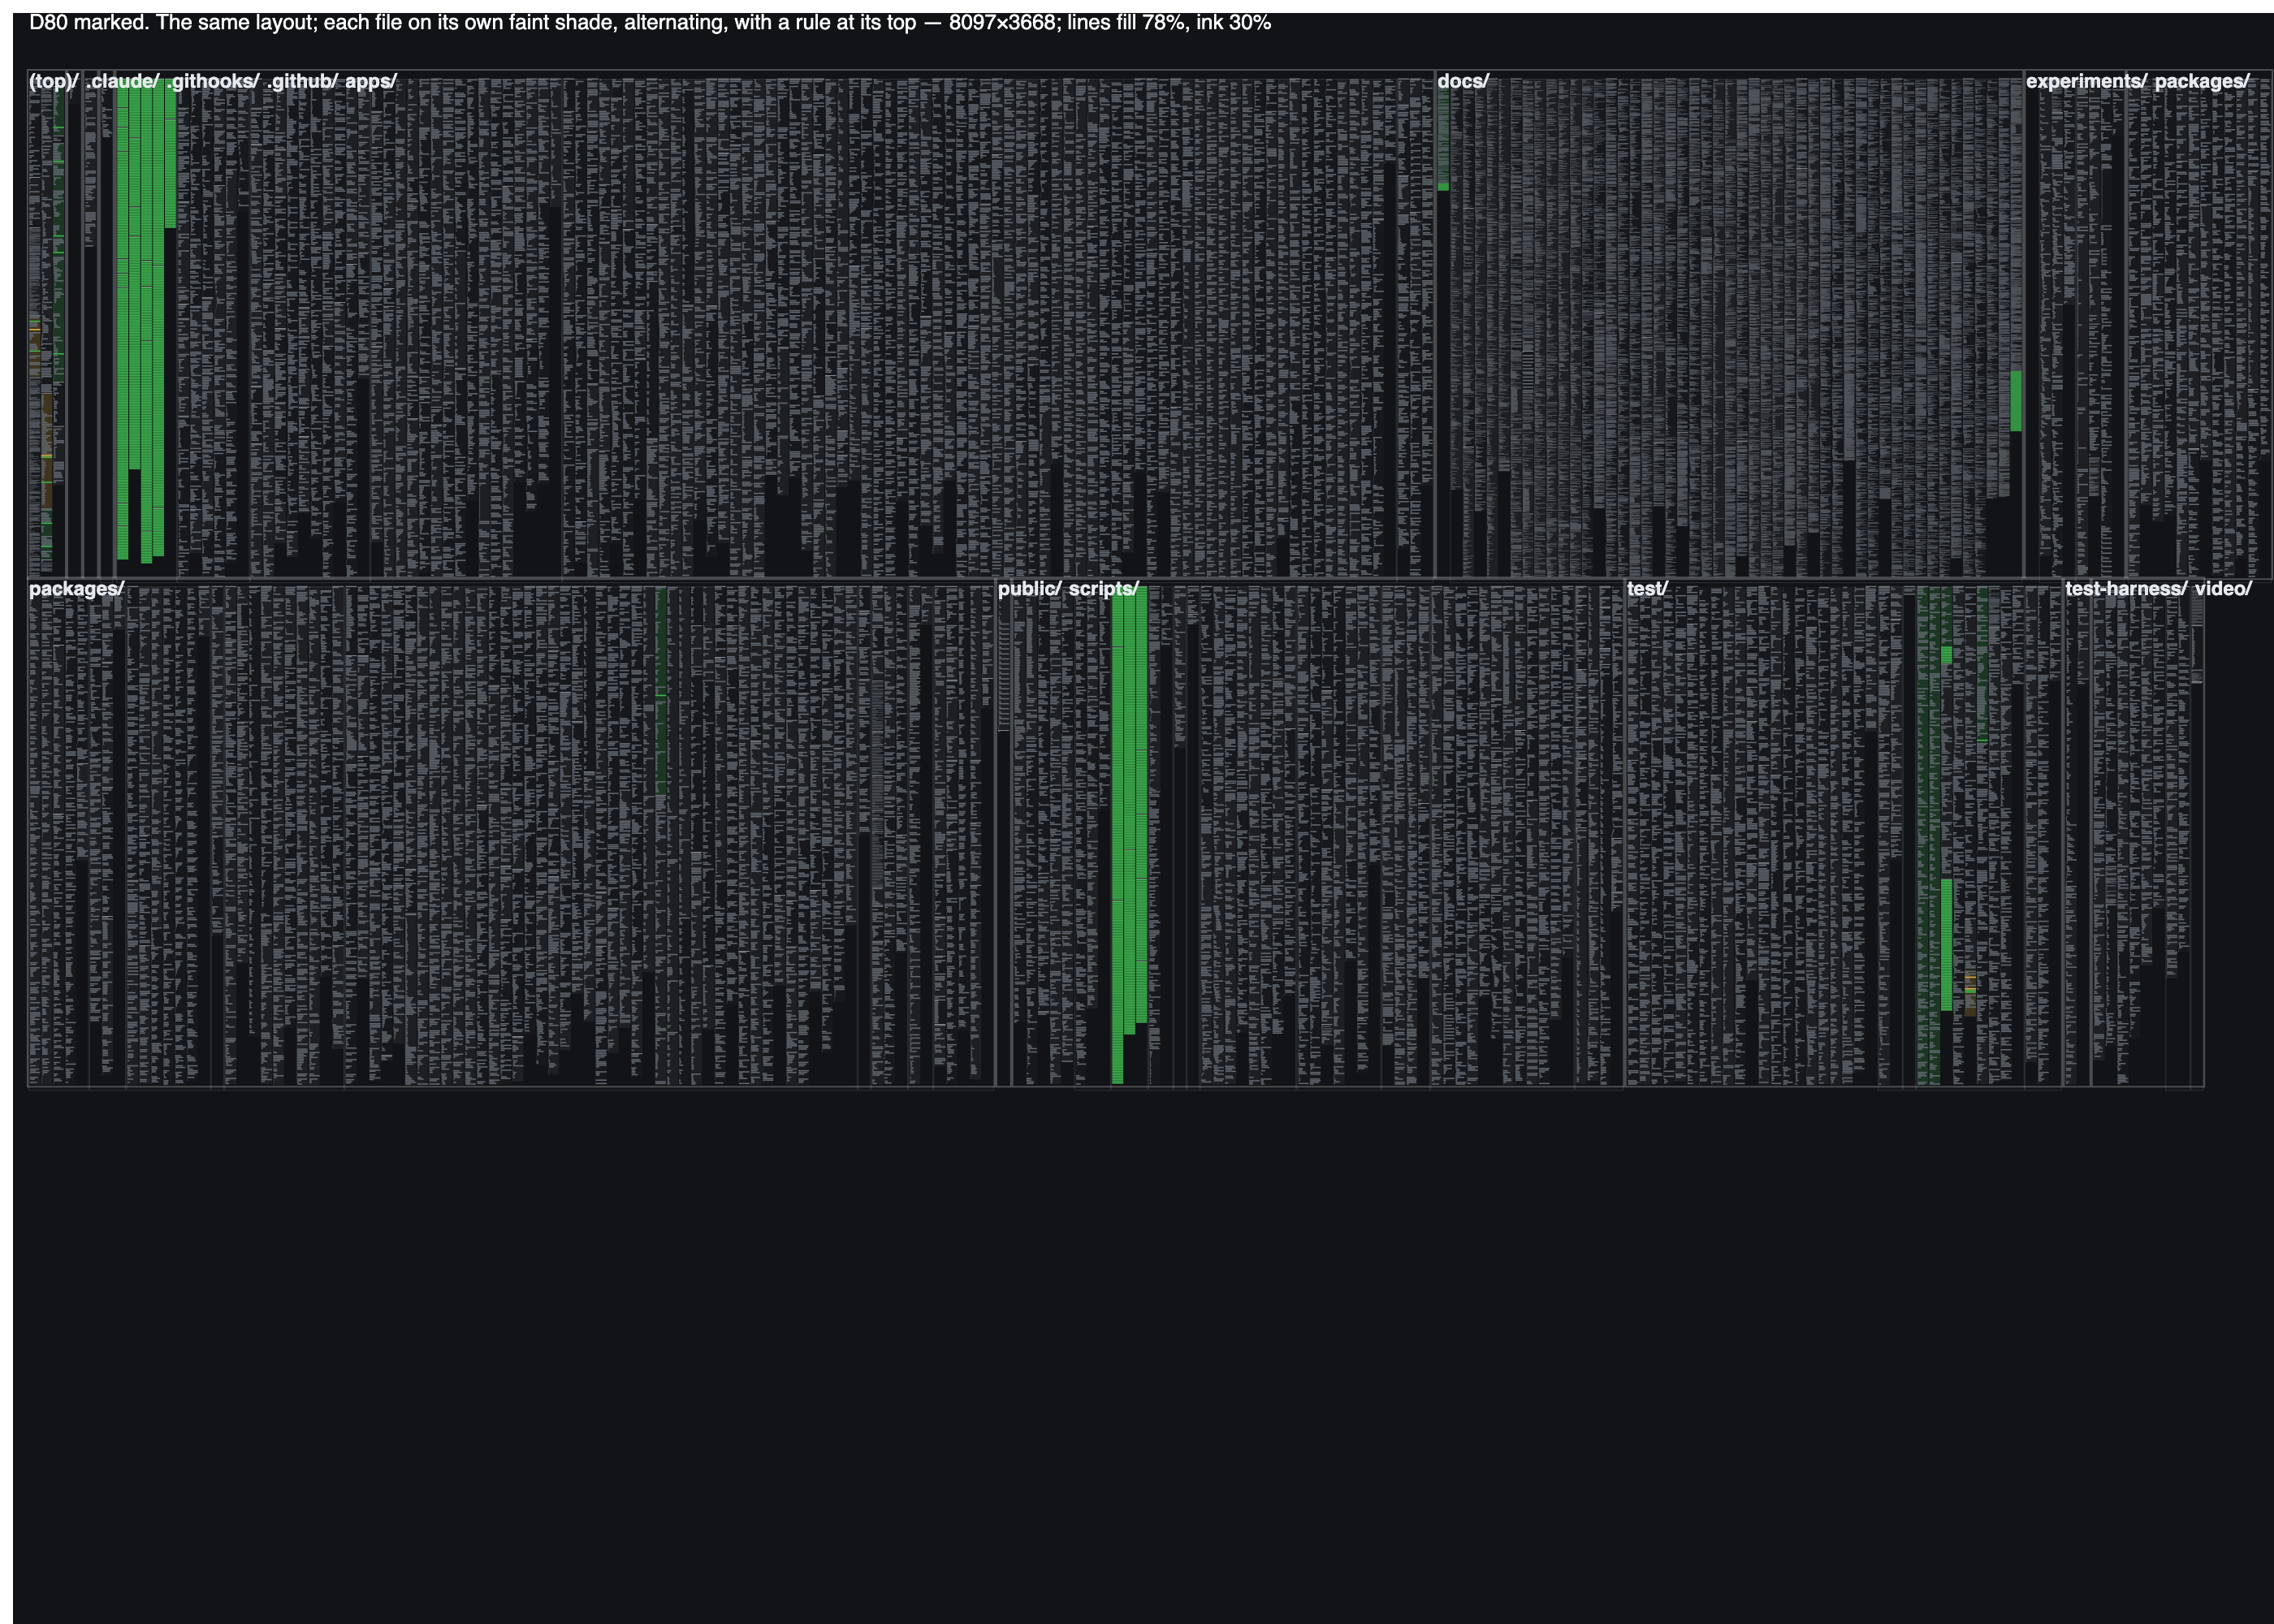 D80 marked. The same layout; each file on its own faint shade, alternating, with a rule at its top — 8097×3668; lines fill 78%, ink 30%
(top)/ .claude/ .githooks/ .github/ apps/
docs/
experiments/ packages/
packages/
public/ scripts/
test/
test-harness/ video/